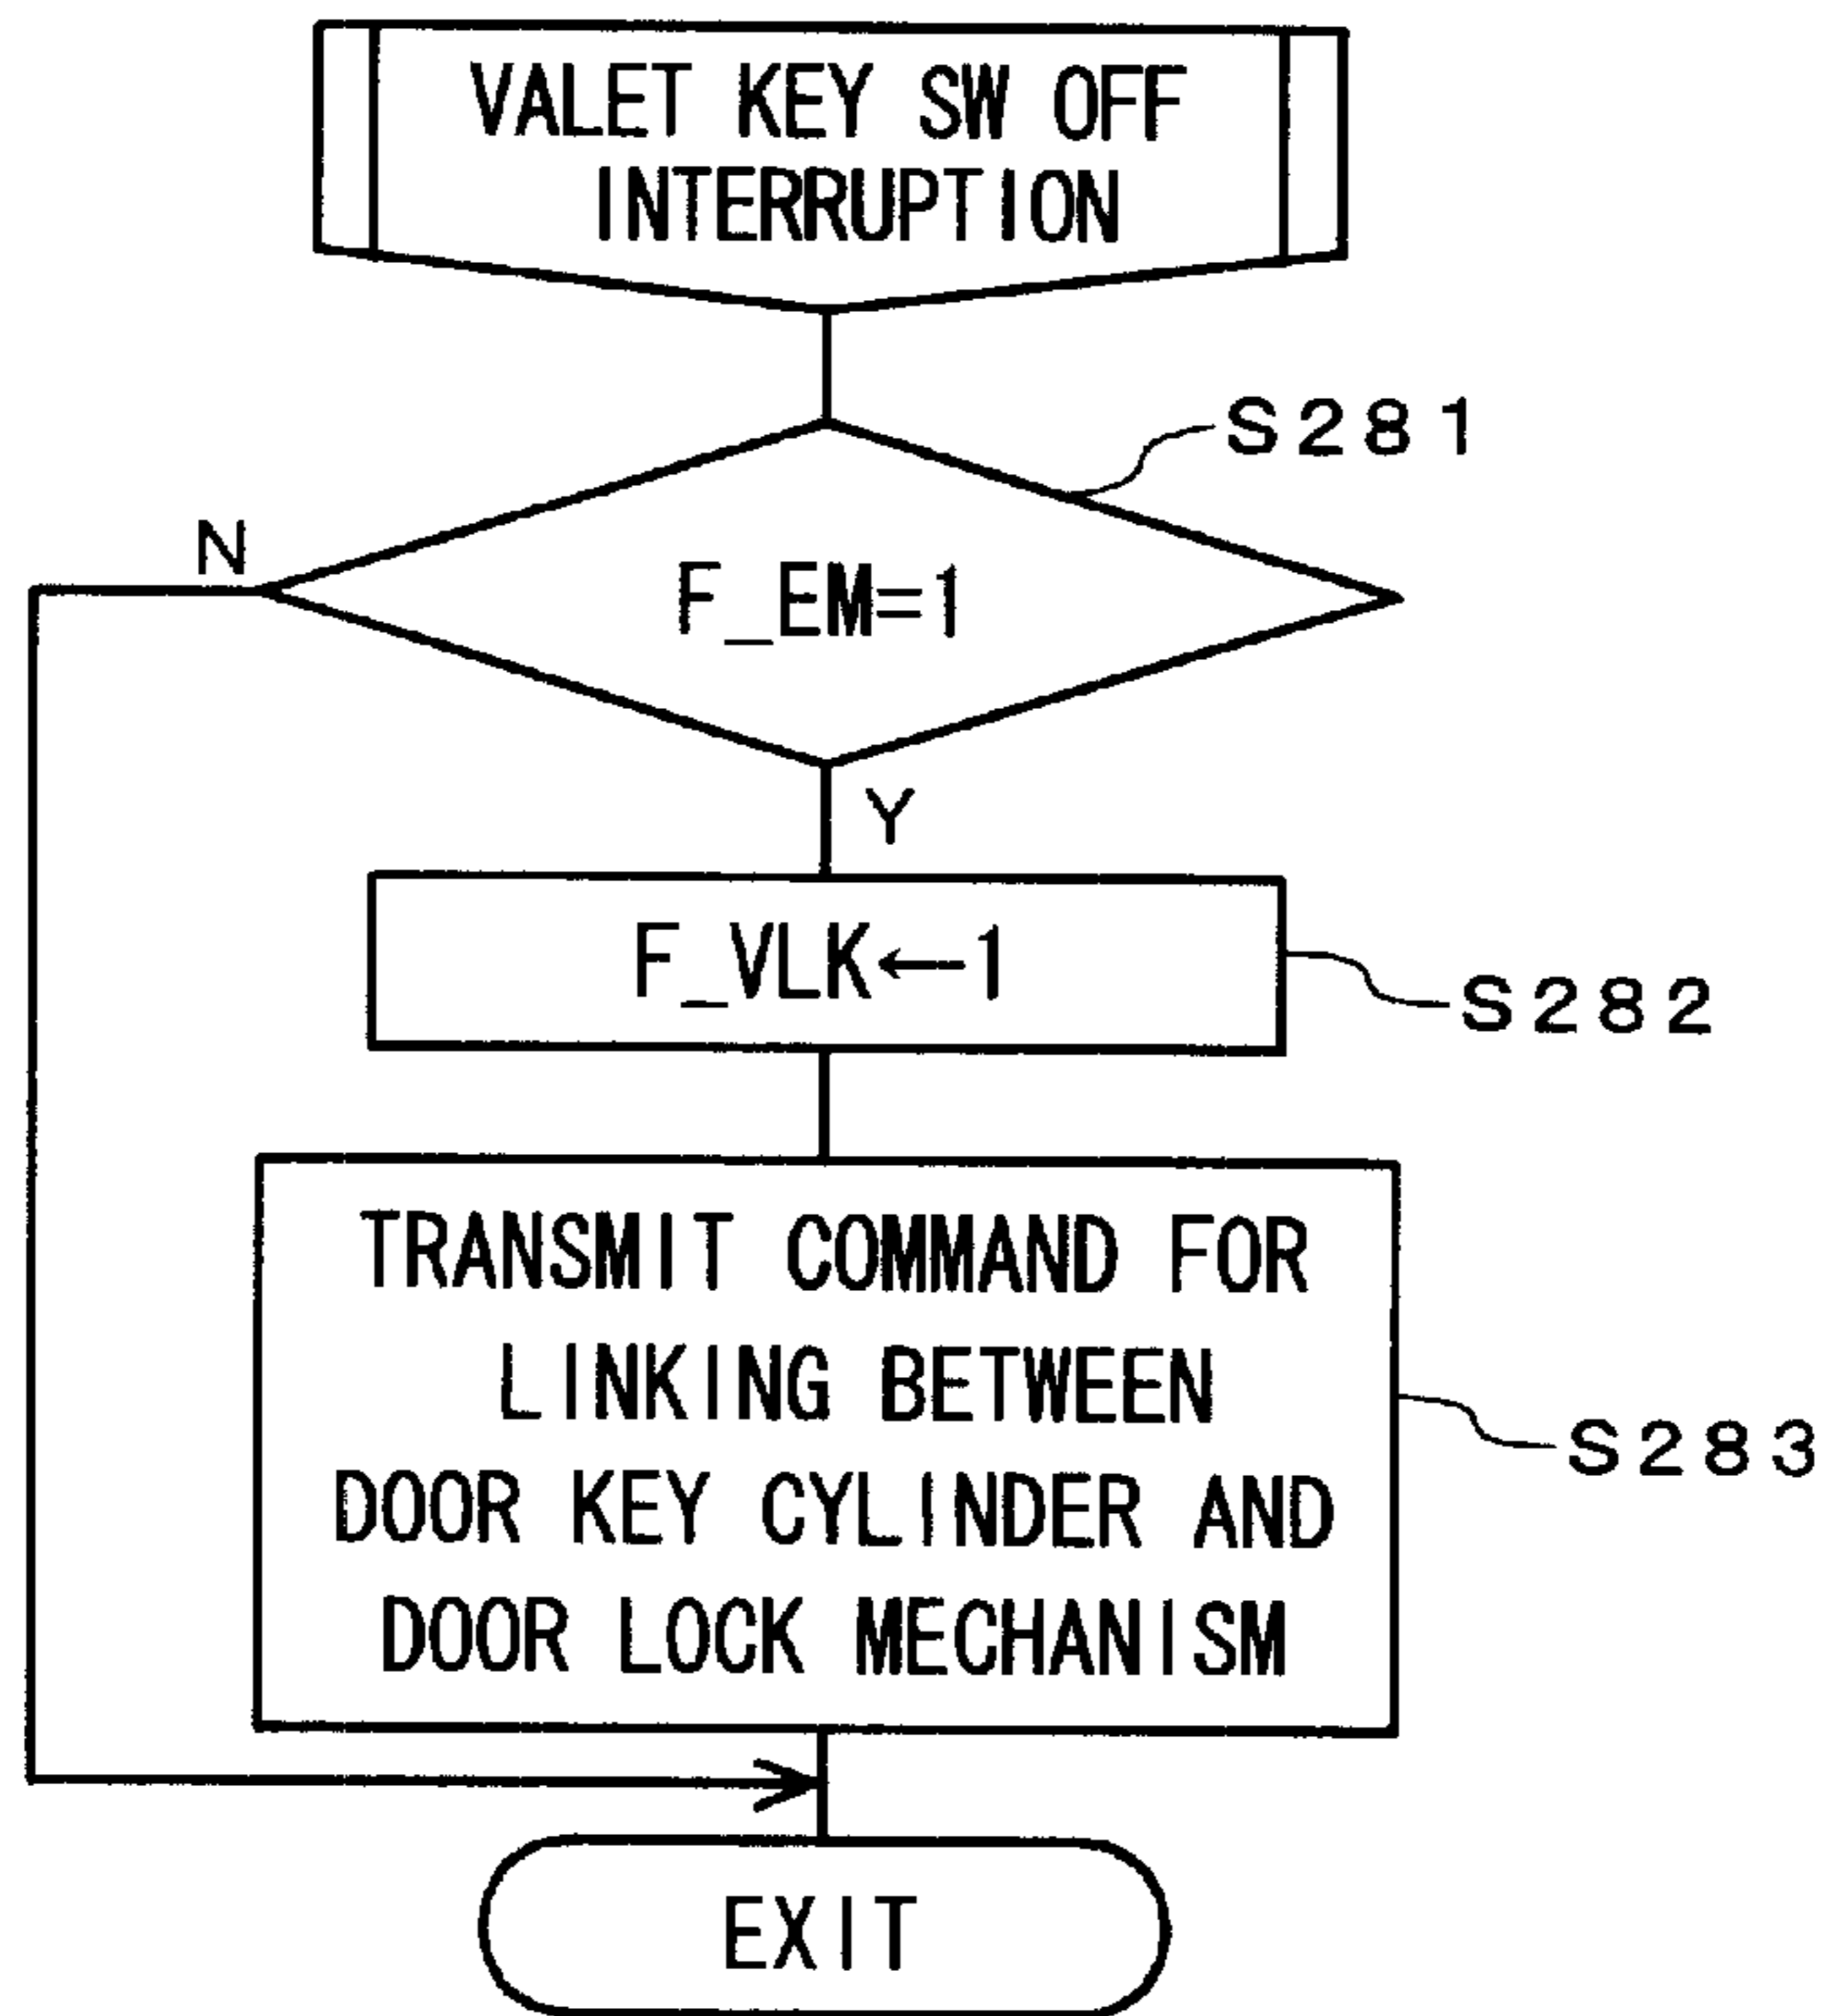 VALET KEY SW OFF
INTERRUPTION
S281
N
F_EM=1
Y
F_VLK←1
S282
TRANSMIT COMMAND FOR
LINKING BETWEEN
DOOR KEY CYLINDER AND
DOOR LOCK MECHANISM
S283
EXIT